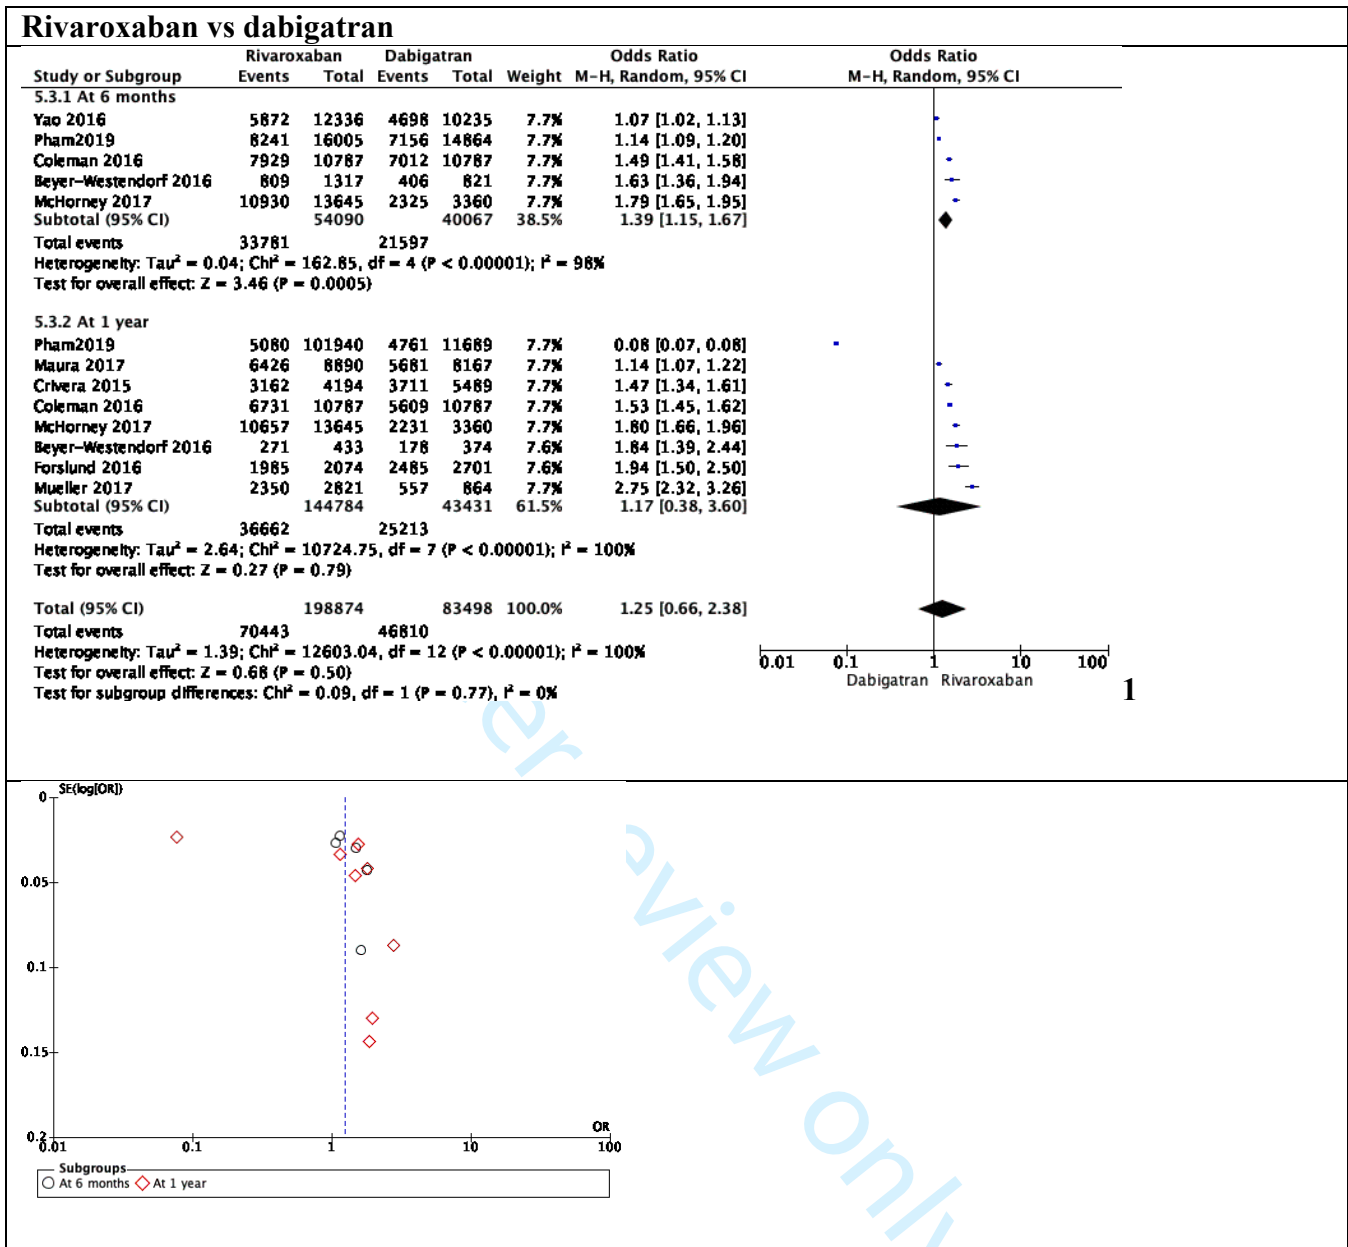 Rivaroxaban vs dabigatran
Rivaroxaban Dabigatran Odds Ratio Odds Ratio
Study or Subgroup Events Total Events Total Weight M-H, Random, 95% CI M-H, Random, 95% CI
5.3.1 At 6 months
Yao 2016 5872 12336 4698 10235 7.7% 1.07 [1.02, 1.13]
Pham2019 8241 16005 7156 14864 7.7% 1.14 [1.09, 1.20]
Coleman 2016 7929 10787 7012 10787 7.7% 1.49 [1.41, 1.58]
Beyer-Westendorf 2016 809 1317 406 821 7.7% 1.63 [1.36, 1.94]
McHorney 2017 10930 13645 2325 3360 7.7% 1.79 [1.65, 1.95]
Subtotal (95% CI) 54090 40067 38.5% 1.39 [1.15, 1.67]
Total events 33781 21597
Heterogeneity: Tau² = 0.04; Chi² = 162.85, df = 4 (P < 0.00001); I² = 98%
Test for overall effect: Z = 3.46 (P = 0.0005)
5.3.2 At 1 year
Pham2019 5080 101940 4761 11689 7.7% 0.08 [0.07, 0.08]
Maura 2017 6426 8890 5681 8167 7.7% 1.14 [1.07, 1.22]
Crivera 2015 3162 4194 3711 5489 7.7% 1.47 [1.34, 1.61]
Coleman 2016 6731 10787 5609 10787 7.7% 1.53 [1.45, 1.62]
McHorney 2017 10657 13645 2231 3360 7.7% 1.80 [1.66, 1.96]
Beyer-Westendorf 2016 271 433 178 374 7.6% 1.84 [1.39, 2.44]
Forslund 2016 1985 2074 2485 2701 7.6% 1.94 [1.50, 2.50]
Mueller 2017 2350 2821 557 864 7.7% 2.75 [2.32, 3.26]
Subtotal (95% CI) 144784 43431 61.5% 1.17 [0.38, 3.60]
Total events 36662 25213
Heterogeneity: Tau² = 2.64; Chi² = 10724.75, df = 7 (P < 0.00001); I² = 100%
Test for overall effect: Z = 0.27 (P = 0.79)
Total (95% CI) 198874 83498 100.0% 1.25 [0.66, 2.38]
Total events 70443 46810
Heterogeneity: Tau² = 1.39; Chi² = 12603.04, df = 12 (P < 0.00001); I² = 100%
Test for overall effect: Z = 0.68 (P = 0.50)
Test for subgroup differences: Chi² = 0.09, df = 1 (P = 0.77), I² = 0%
0.01 0.1 1 10 100
Dabigatran Rivaroxaban
1
er review only
SE(log[OR])
0
0.05
0.1
0.15
0.2
OR
0.01 0.1 1 10 100
Subgroups
At 6 months At 1 year